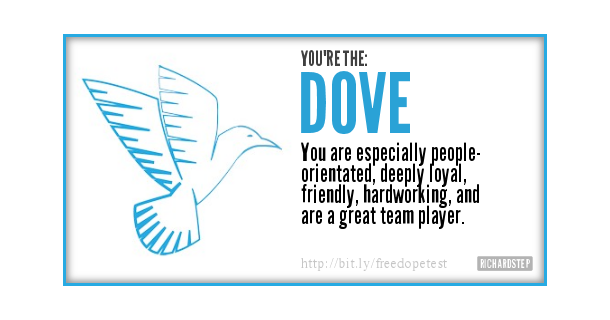 YOU'RE THE:
DOVE
You are especially people-
orientated, deeply loyal,
friendly, hardworking, and
are a great team player.
http://bit.ly/freedopetest
RICHARDSTEP